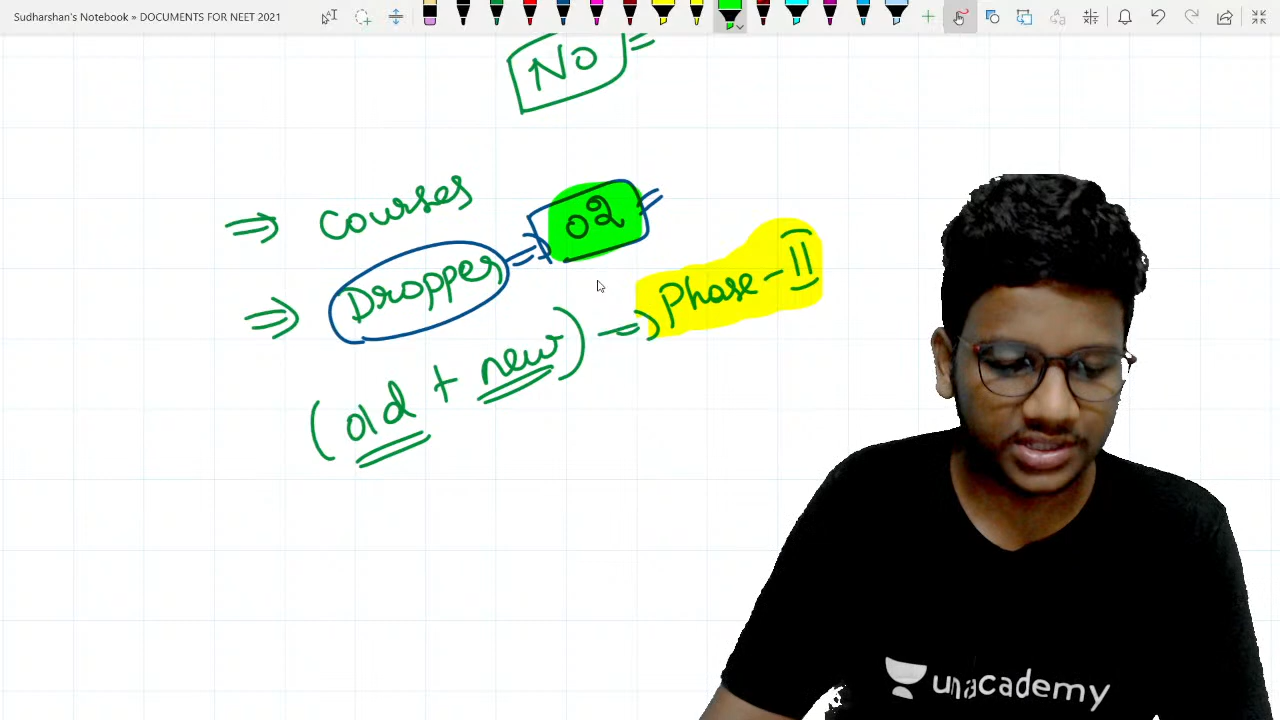 Sudharshan's Notebook » DOCUMENTS FOR NEET 2021
NO =
⇒ Courses
⇒ Dropper ⇒ 02 =
(old + new) → Phase - II
unacademy